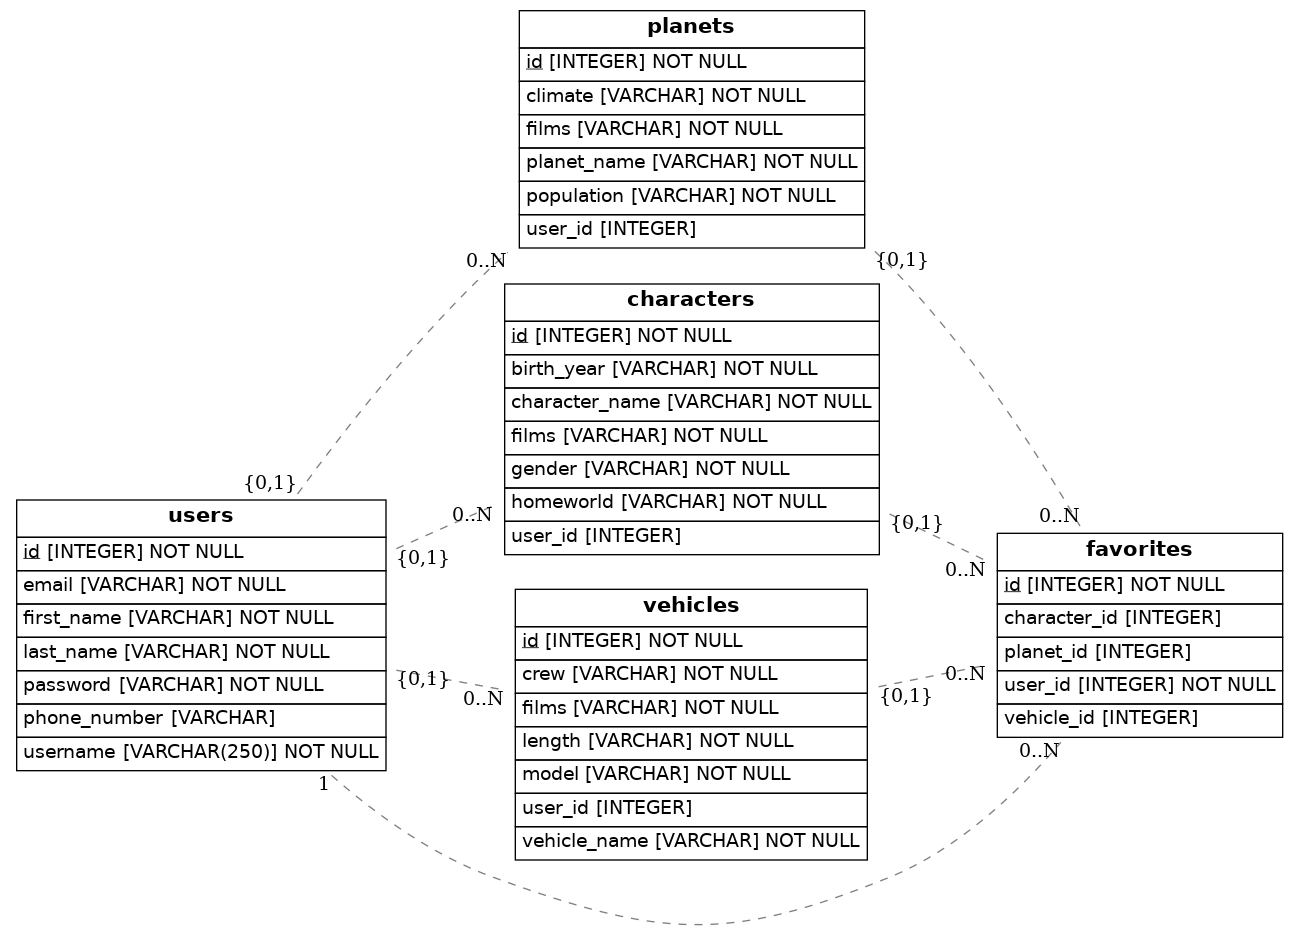 planets
id [INTEGER] NOT NULL
climate [VARCHAR] NOT NULL
films [VARCHAR] NOT NULL
planet_name [VARCHAR] NOT NULL
population [VARCHAR] NOT NULL
user_id [INTEGER]
0..N
{0,1}
characters
id [INTEGER] NOT NULL
birth_year [VARCHAR] NOT NULL
character_name [VARCHAR] NOT NULL
films [VARCHAR] NOT NULL
gender [VARCHAR] NOT NULL
homeworld [VARCHAR] NOT NULL
user_id [INTEGER]
{0,1}
0..N
{0,1}
0..N
users
id [INTEGER] NOT NULL
email [VARCHAR] NOT NULL
first_name [VARCHAR] NOT NULL
last_name [VARCHAR] NOT NULL
password [VARCHAR] NOT NULL
phone_number [VARCHAR]
username [VARCHAR(250)] NOT NULL
{0,1}
0..N
{0,1}
0..N
1
vehicles
id [INTEGER] NOT NULL
crew [VARCHAR] NOT NULL
films [VARCHAR] NOT NULL
length [VARCHAR] NOT NULL
model [VARCHAR] NOT NULL
user_id [INTEGER]
vehicle_name [VARCHAR] NOT NULL
0..N
{0,1}
0..N
favorites
id [INTEGER] NOT NULL
character_id [INTEGER]
planet_id [INTEGER]
user_id [INTEGER] NOT NULL
vehicle_id [INTEGER]
0..N